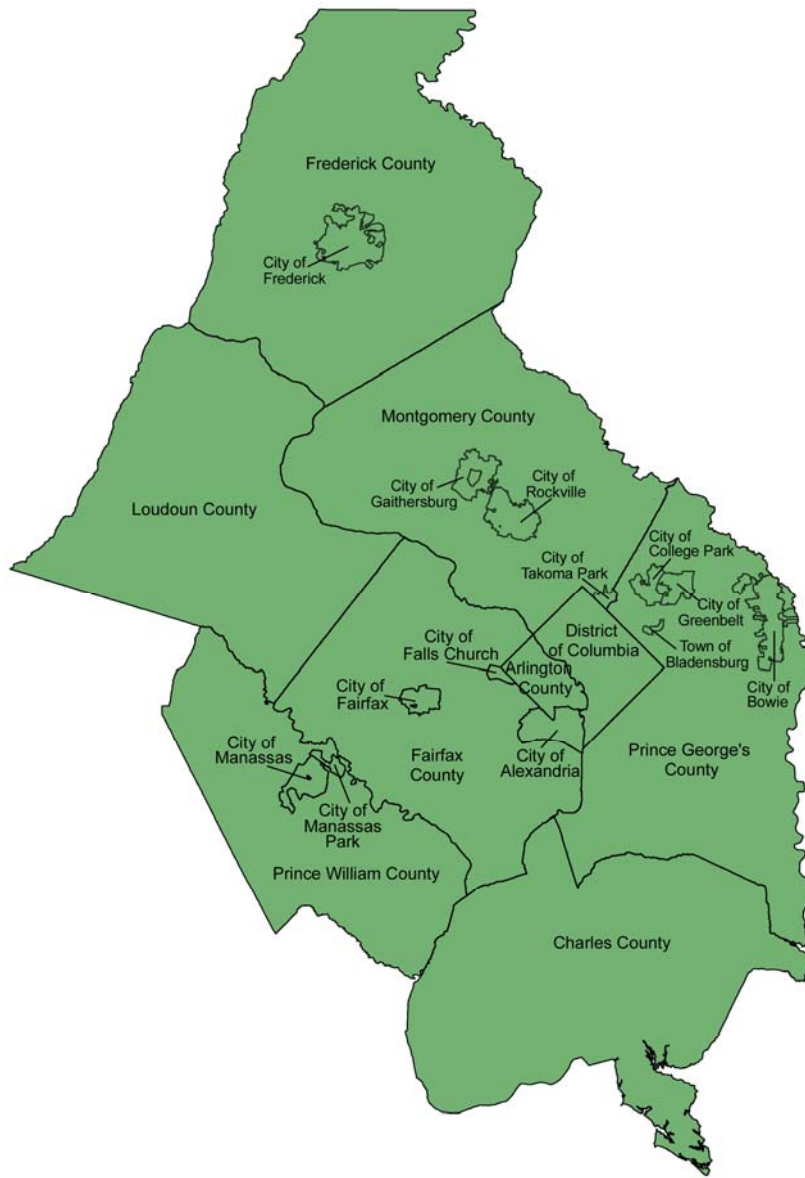 Frederick County
City of
Frederick
Montgomery County
City of
Gaithersburg
City of
Rockville
Loudoun County
City of
College Park
City of
Takoma Park
City of
Greenbelt
District
of Columbia
Town of
Bladensburg
City of
Falls Church
Arlington
County
City of
Bowie
City of
Fairfax
City of
Manassas
Fairfax
County
City of
Alexandria
Prince George's
County
City of
Manassas
Park
Prince William County
Charles County